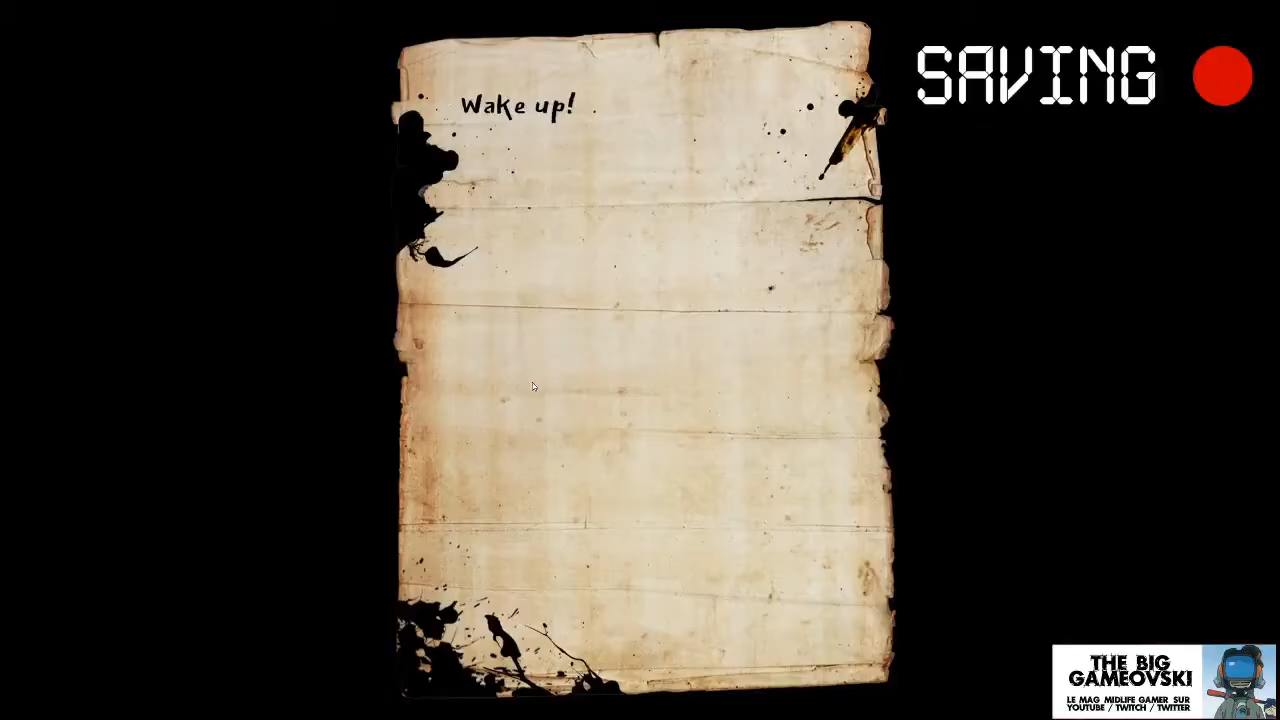 Wake up!
SAVING
THE BIG
GAMEOVSKI
LE MAG MIDLIFE GAMER SUR
YOUTUBE / TWITCH / TWITTER